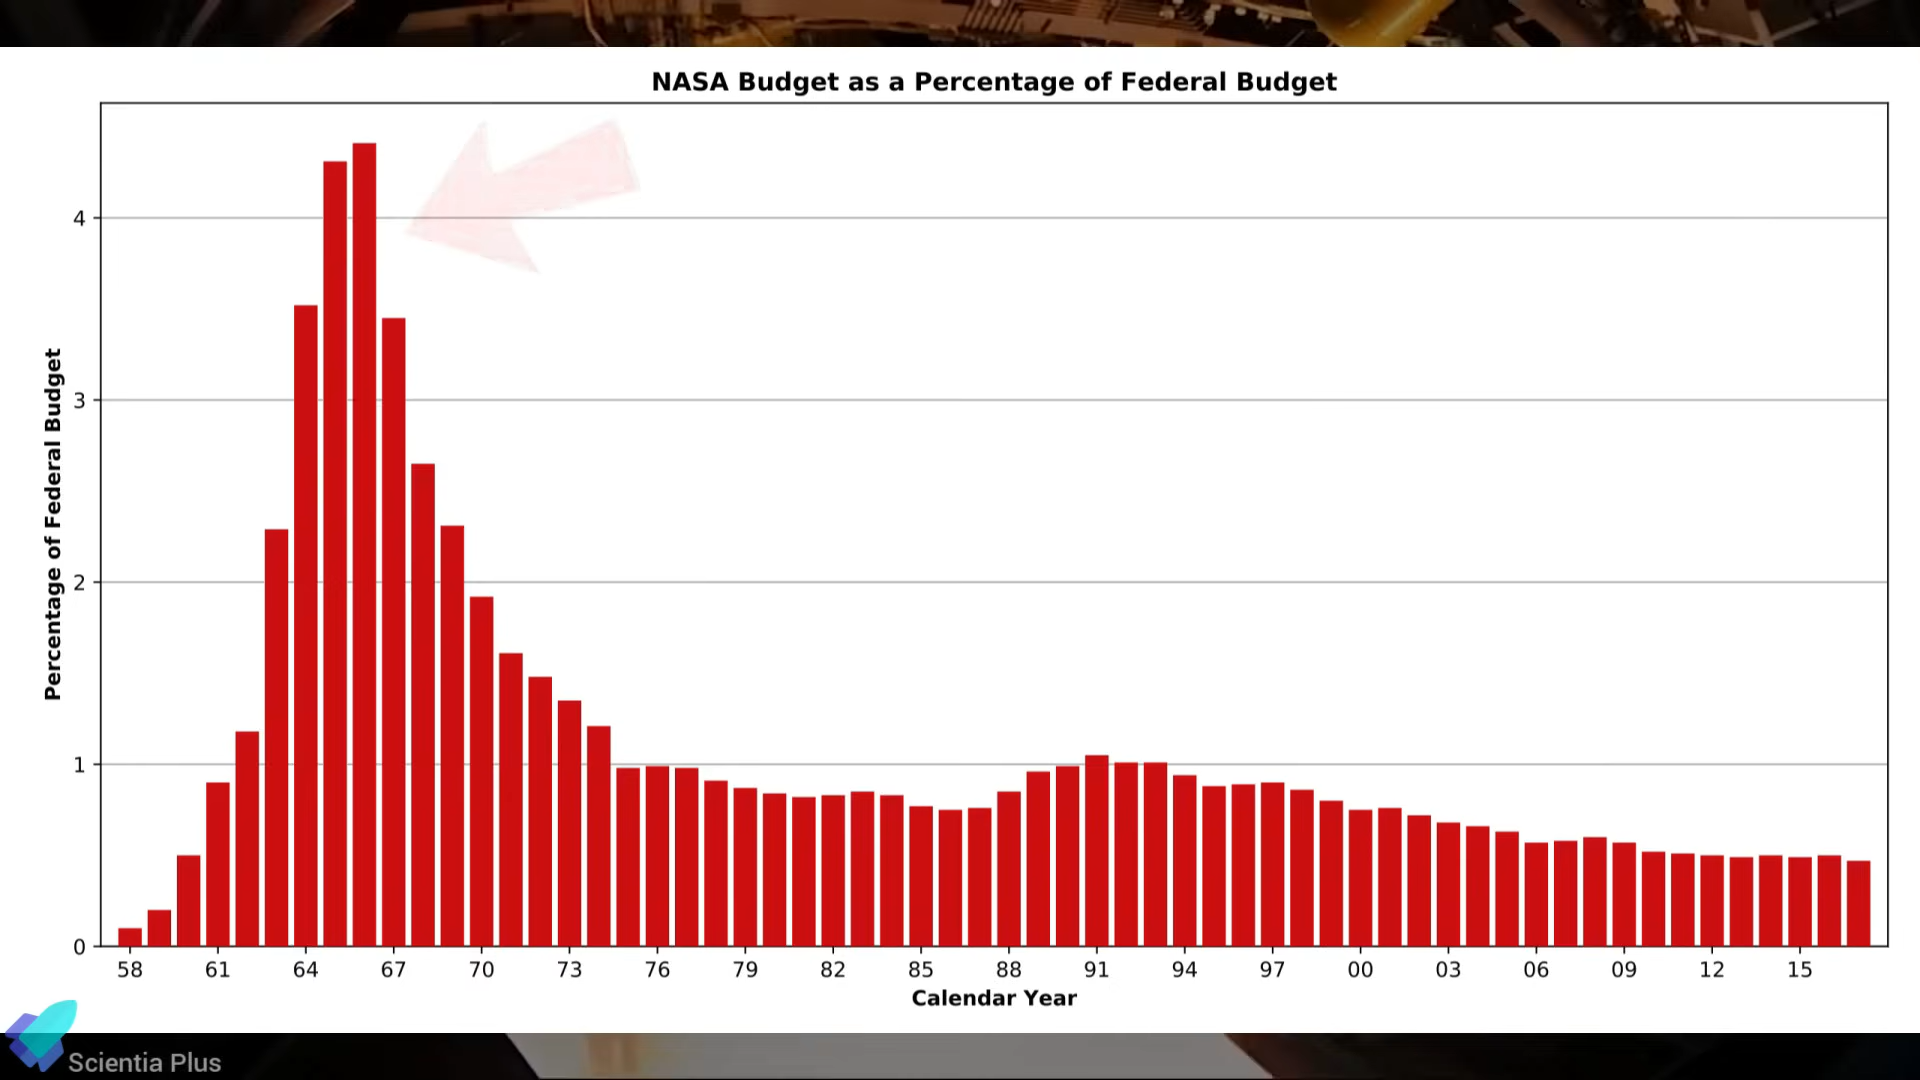 NASA Budget as a Percentage of Federal Budget
Percentage of Federal Budget
4
3
2
1
0
58 61 64 67 70 73 76 79 82 85 88 91 94 97 00 03 06 09 12 15
Calendar Year
Scientia Plus